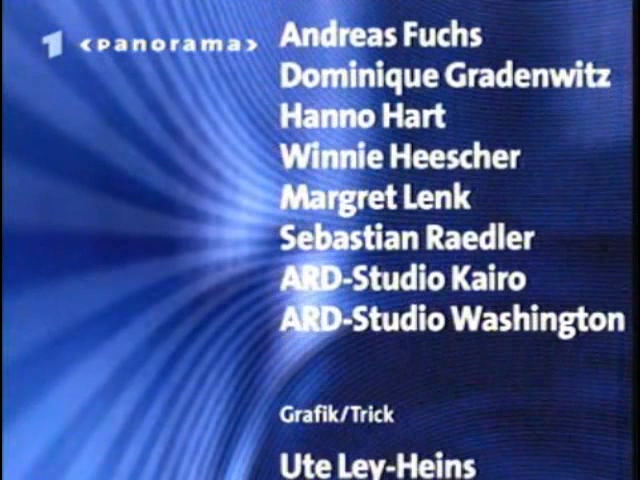 1 <panorama>
Andreas Fuchs
Dominique Gradenwitz
Hanno Hart
Winnie Heescher
Margret Lenk
Sebastian Raedler
ARD-Studio Kairo
ARD-Studio Washington
Grafik/Trick
Ute Ley-Heins